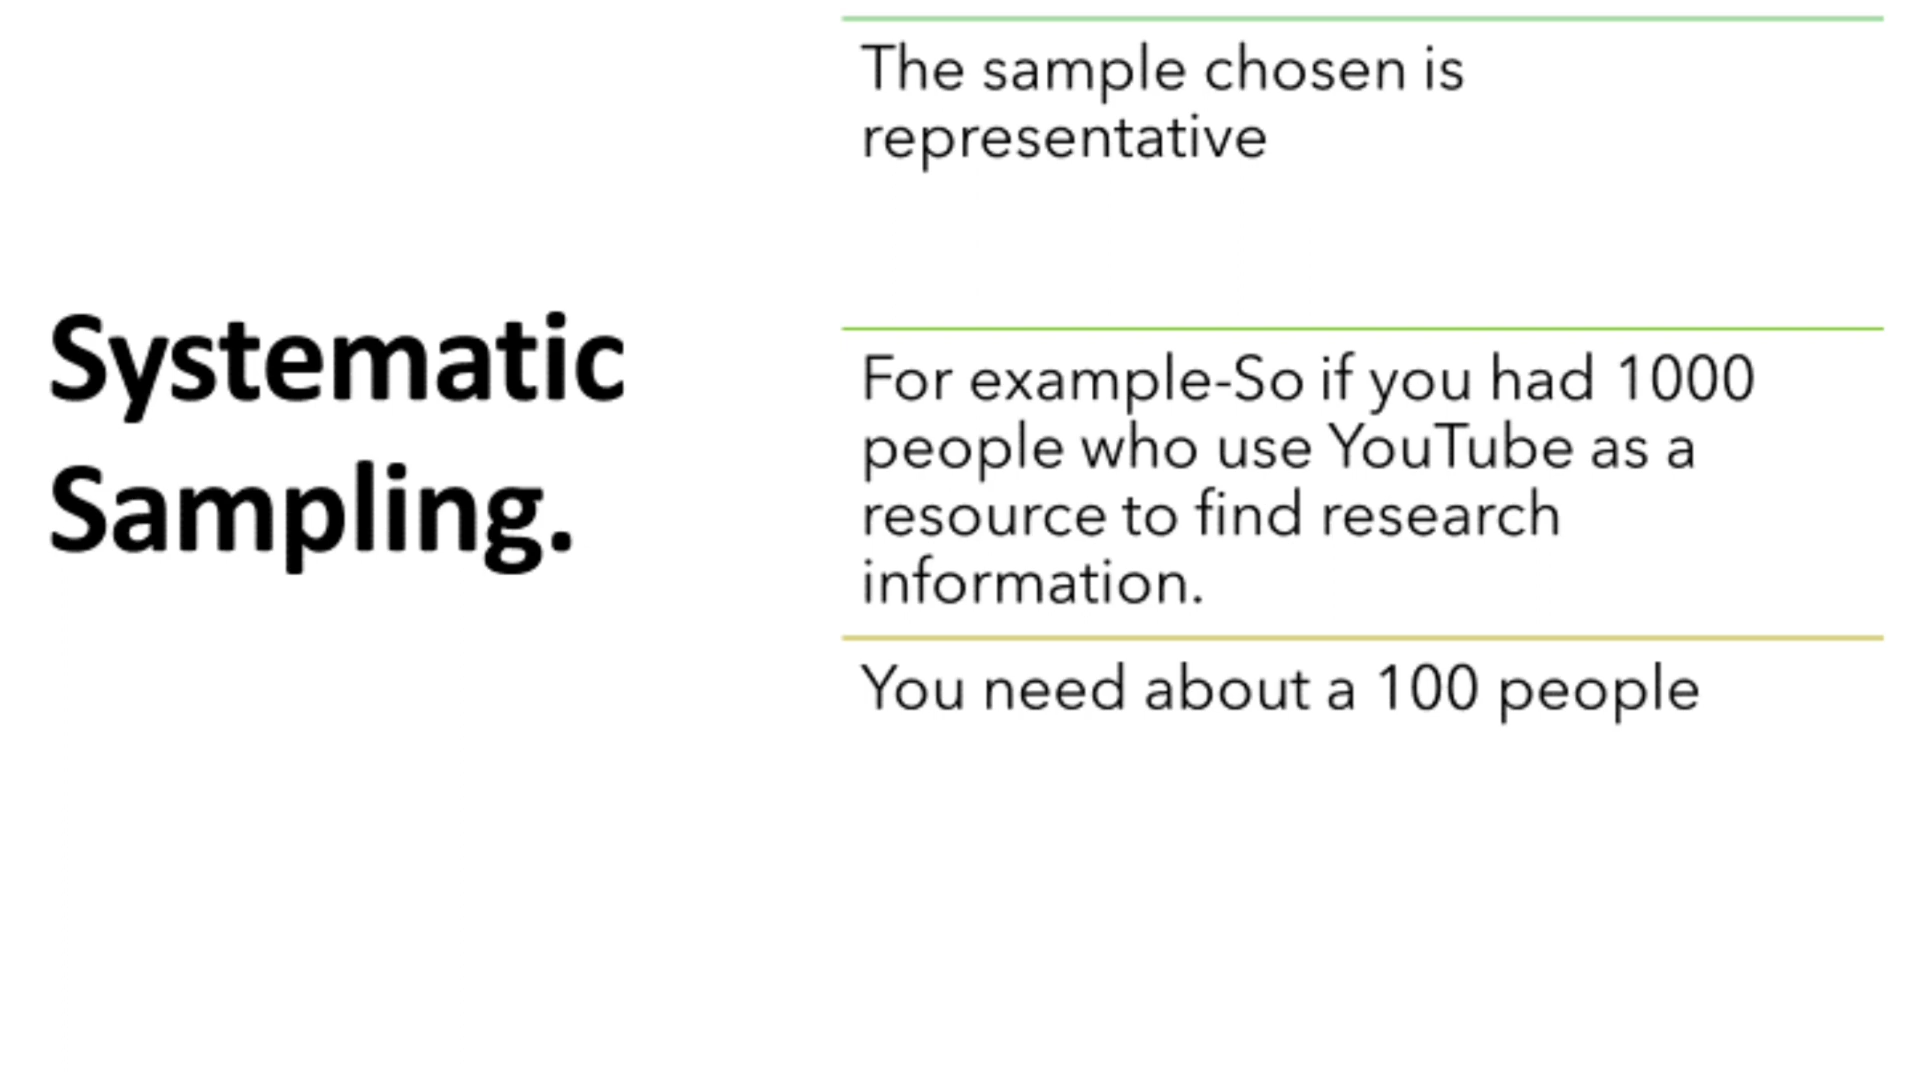 Systematic
Sampling.
The sample chosen is
representative
For example-So if you had 1000
people who use YouTube as a
resource to find research
information.
You need about a 100 people